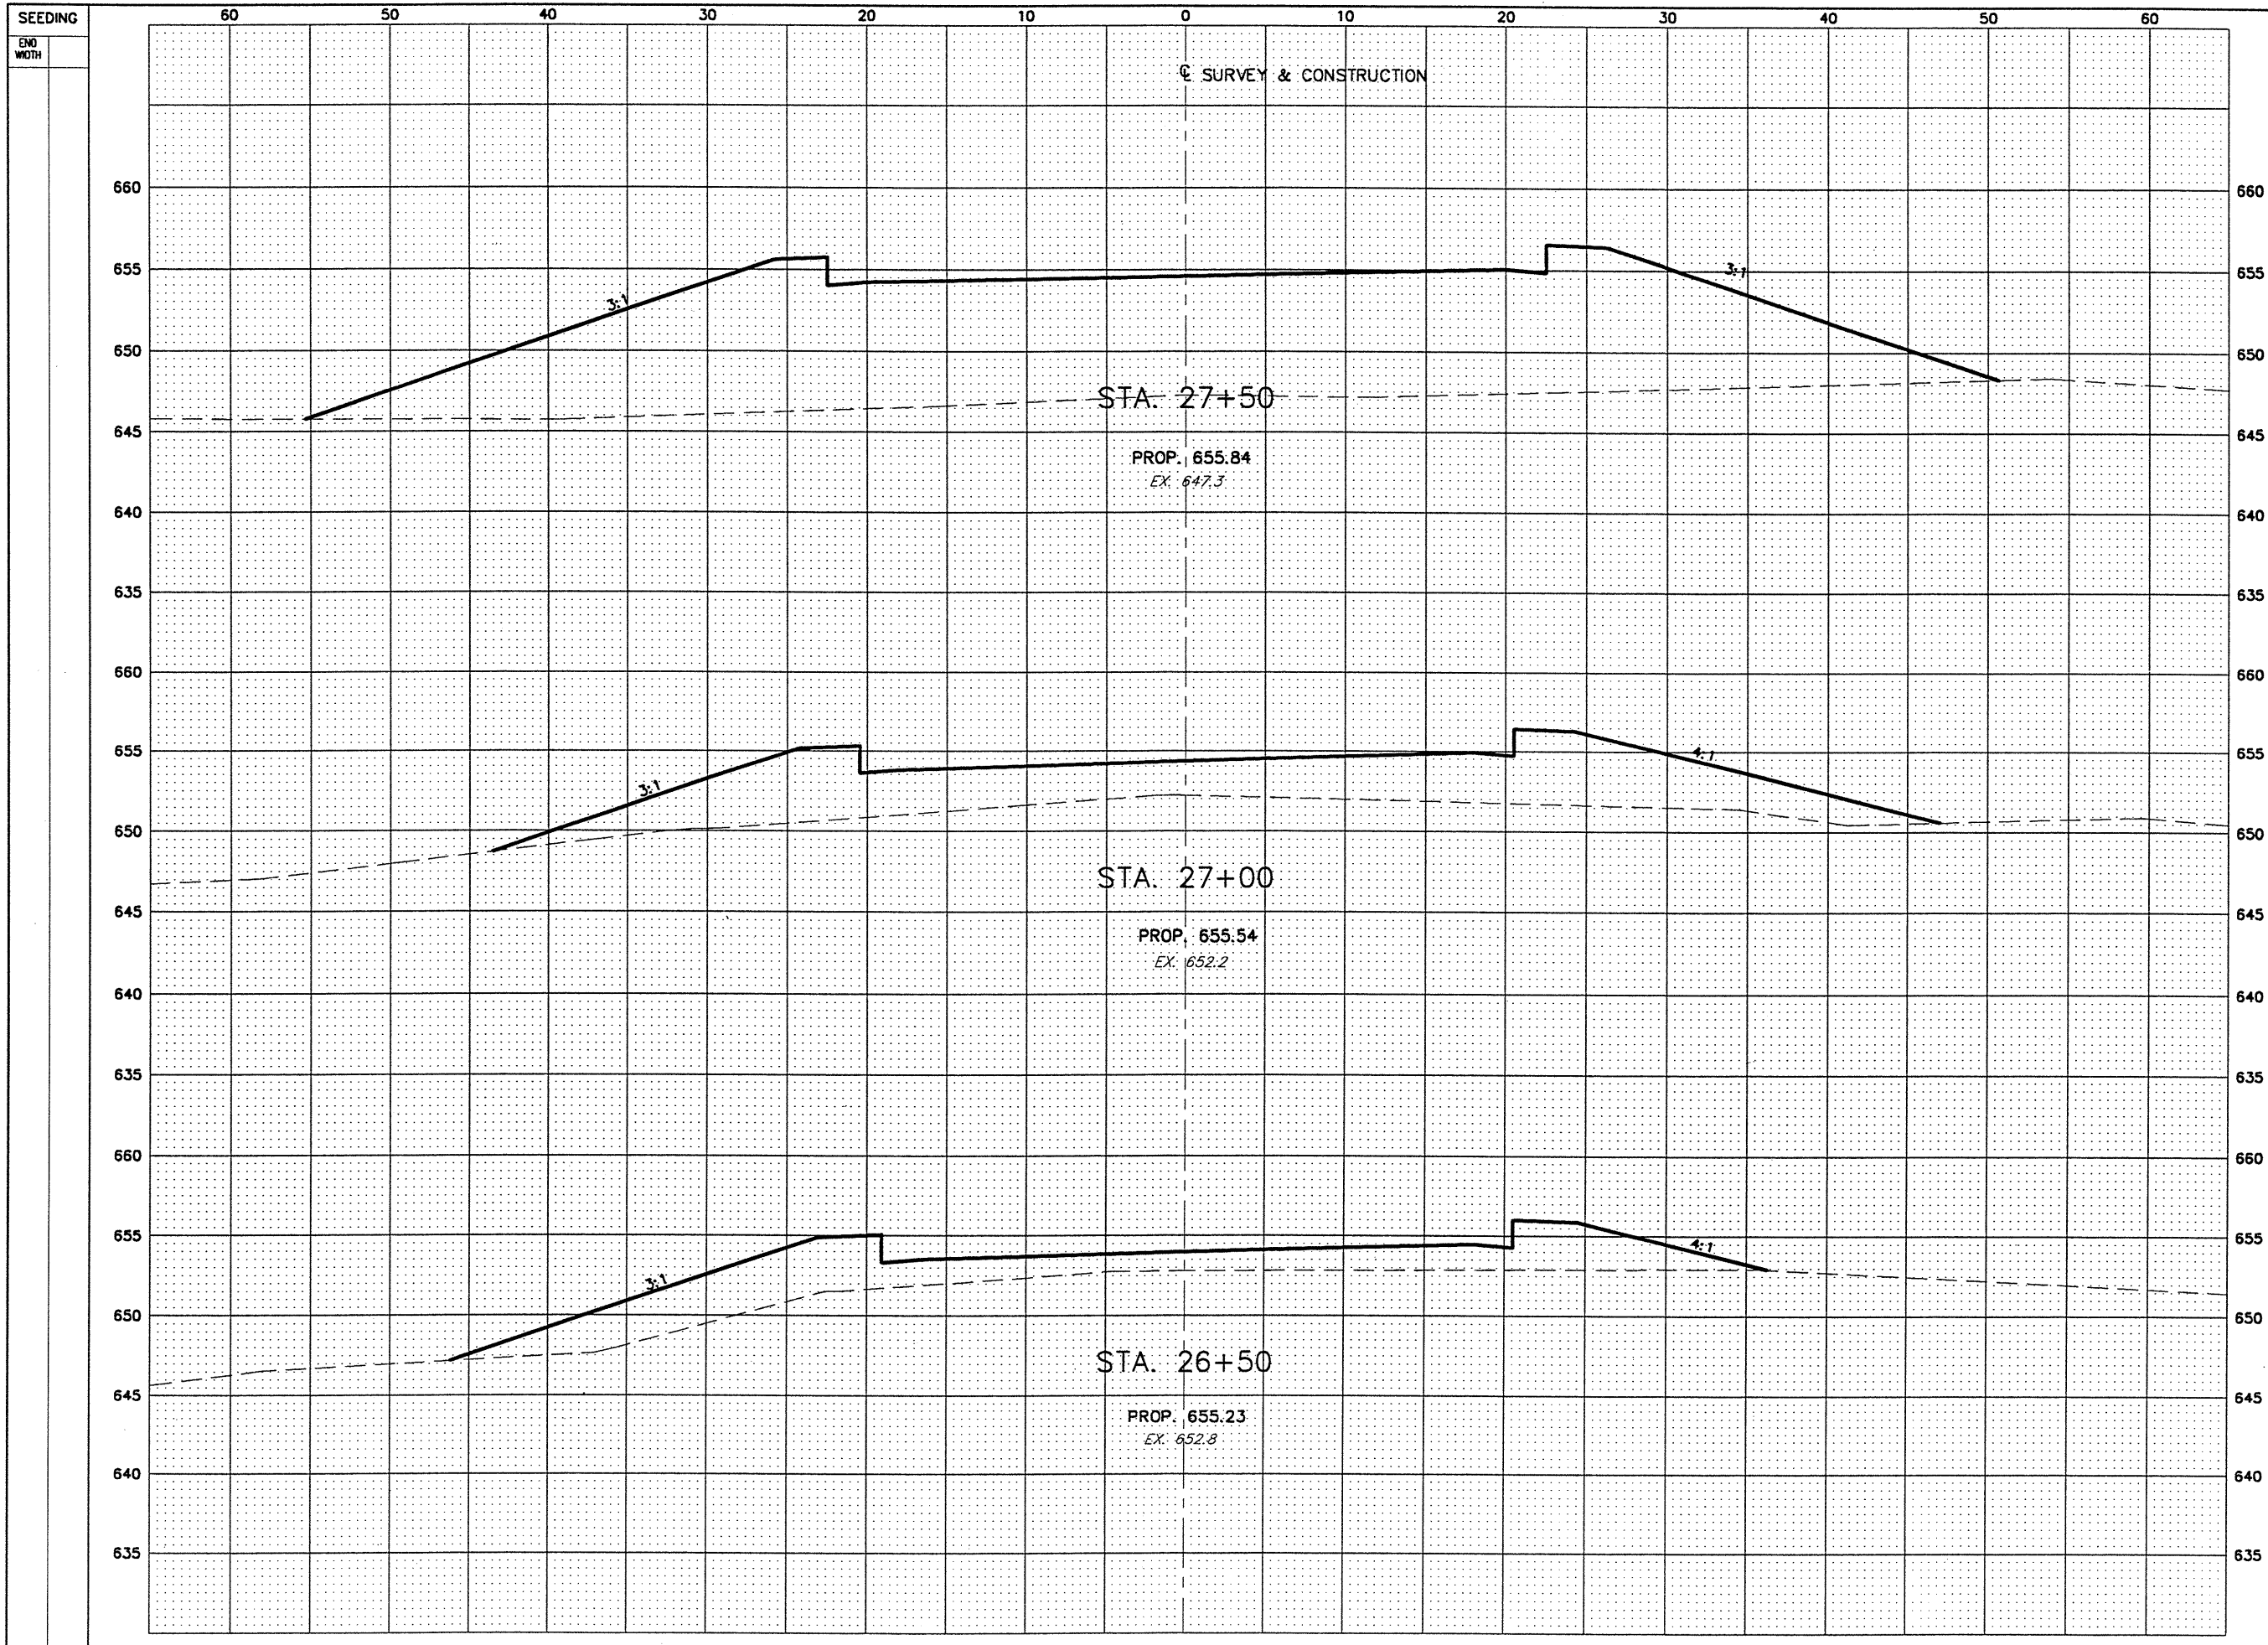 SEEDING 60 50 40 30 20 10 0 10 20 30 40 50 60
END
WIDTH
℄ SURVEY & CONSTRUCTION
660 660
655 3:1 3:1 655
650 650
STA. 27+50
645 645
PROP. 655.84
EX. 647.3
640 640
635 635
660 660
655 3:1 4:1 655
650 650
STA. 27+00
645 645
PROP. 655.54
EX. 652.2
640 640
635 635
660 660
655 3:1 4:1 655
650 650
STA. 26+50
645 645
PROP. 655.23
EX. 652.8
640 640
635 635